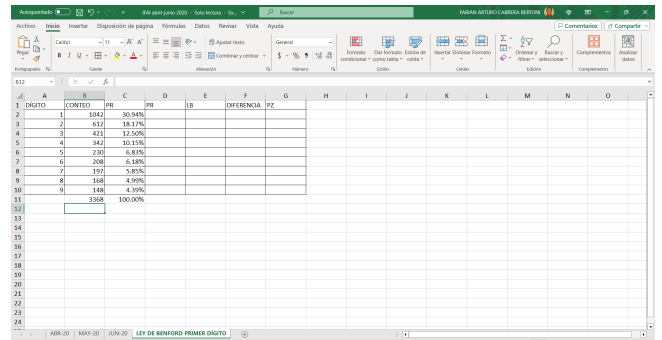 Autoguardado IFAI abril-junio 2020 - Solo lectura - Ex... Buscar FABIAN ARTURO CABRERA BERTONI
Archivo Inicio Insertar Disposición de página Fórmulas Datos Revisar Vista Ayuda Comentarios Compartir
Pegar Calibri 11 A A Ajustar texto General Formato Dar formato Estilos de Insertar Eliminar Formato Ordenar y Buscar y Complementos Analizar
N K S Combinar y centrar $ % condicional como tabla celda filtrar seleccionar datos
Portapapeles Fuente Alineación Número Estilos Celdas Edición Complementos
B12 fx
A B C D E F G H I J K L M N O
1 DÍGITO CONTEO PR PR LB DIFERENCIA PZ
2 1 1042 30.94%
3 2 612 18.17%
4 3 421 12.50%
5 4 342 10.15%
6 5 230 6.83%
7 6 208 6.18%
8 7 197 5.85%
9 8 168 4.99%
10 9 148 4.39%
11 3368 100.00%
12
13
14
15
16
17
18
19
20
21
22
23
24
ABR-20 MAY-20 JUN-20 LEY DE BENFORD PRIMER DÍGITO